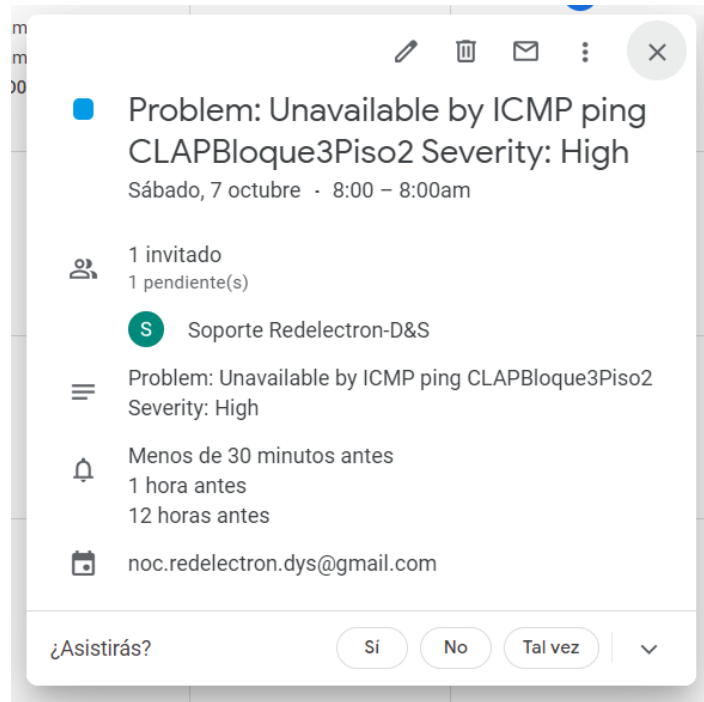 m
m
00
Problem: Unavailable by ICMP ping
CLAPBloque3Piso2 Severity: High
Sábado, 7 octubre · 8:00 – 8:00am
1 invitado
1 pendiente(s)
S Soporte Redelectron-D&S
Problem: Unavailable by ICMP ping CLAPBloque3Piso2
Severity: High
Menos de 30 minutos antes
1 hora antes
12 horas antes
noc.redelectron.dys@gmail.com
¿Asistirás? Sí No Tal vez